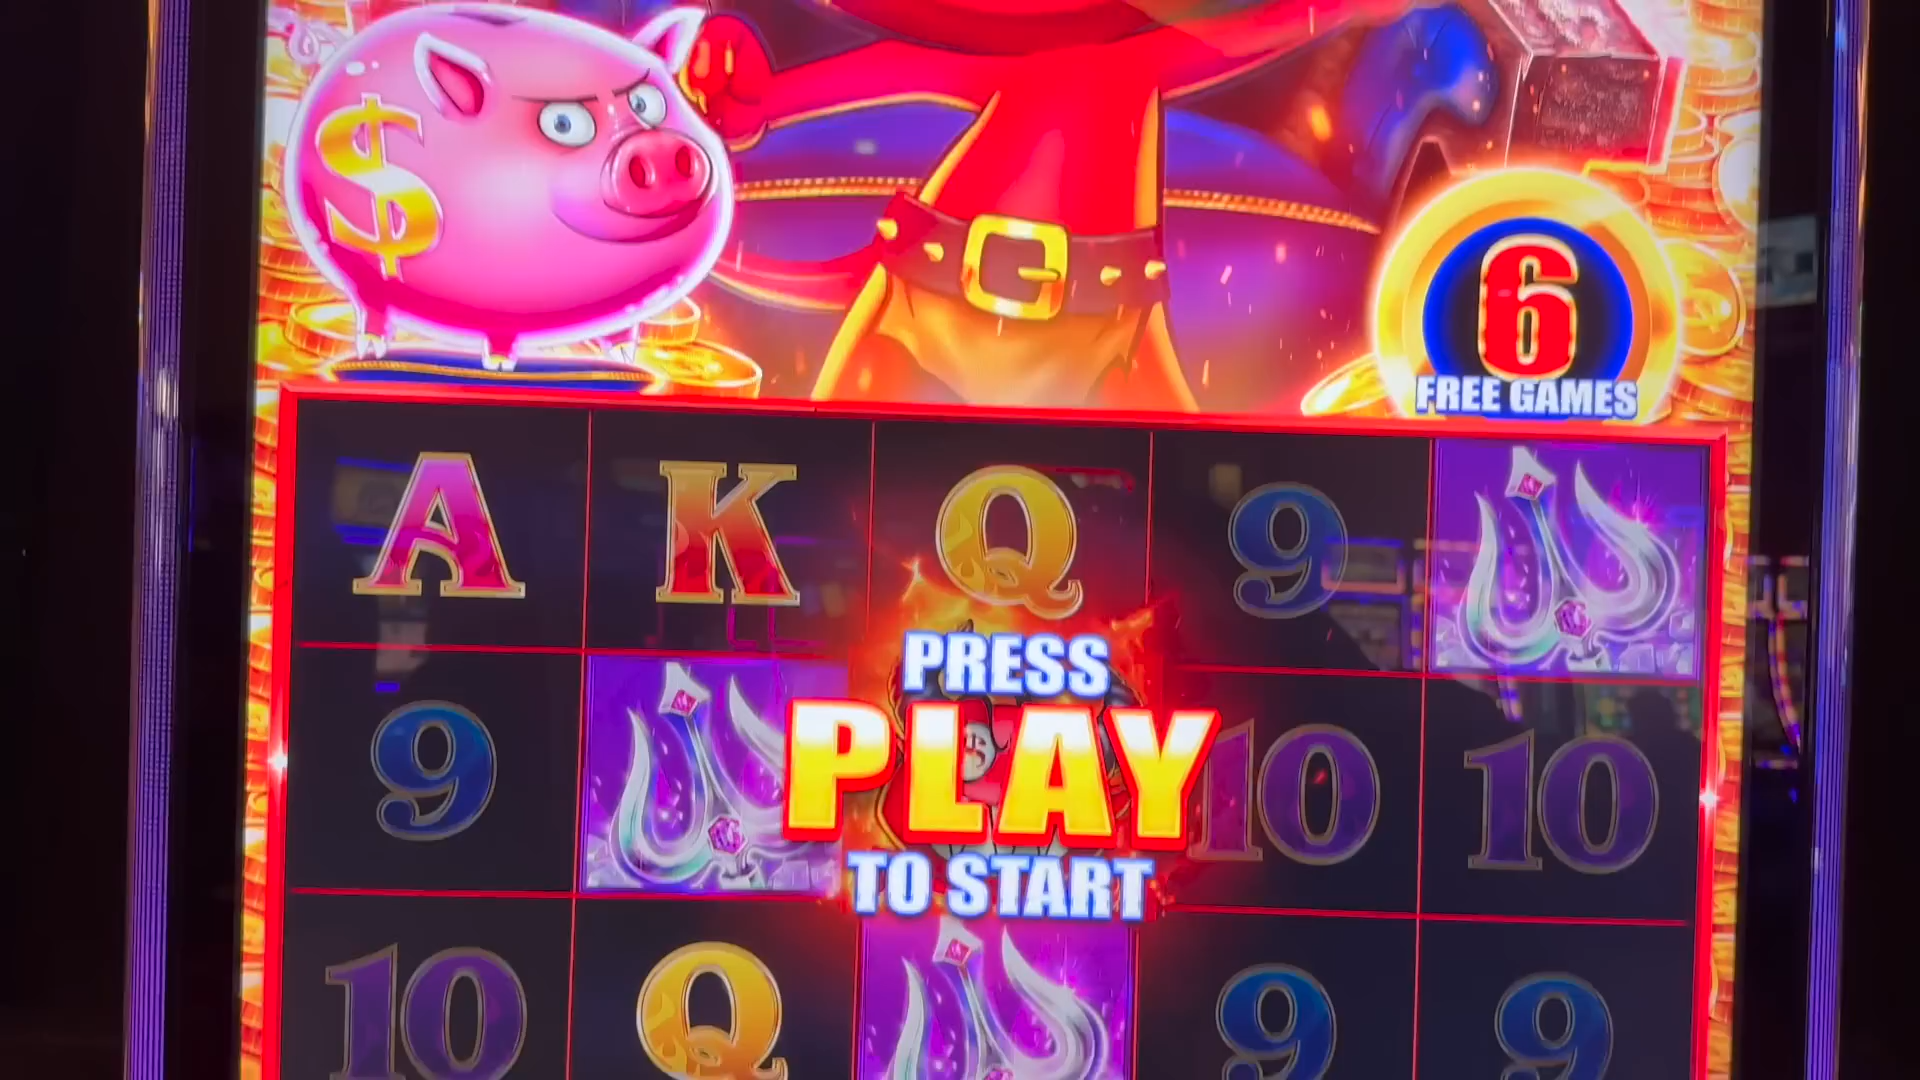 $
6
FREE GAMES
A K Q 9
PRESS
9 PLAY 10 10
TO START
10 Q 9 9